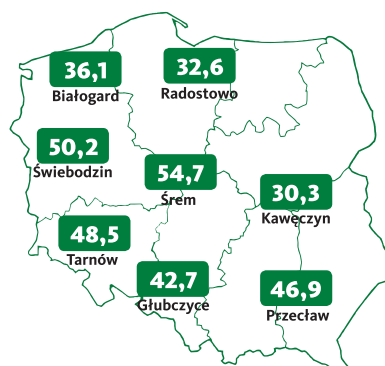 36,1
Białogard
32,6
Radostowo
50,2
Świebodzin
54,7
Śrem
30,3
Kawęczyn
48,5
Tarnów
42,7
Głubczyce
46,9
Przecław